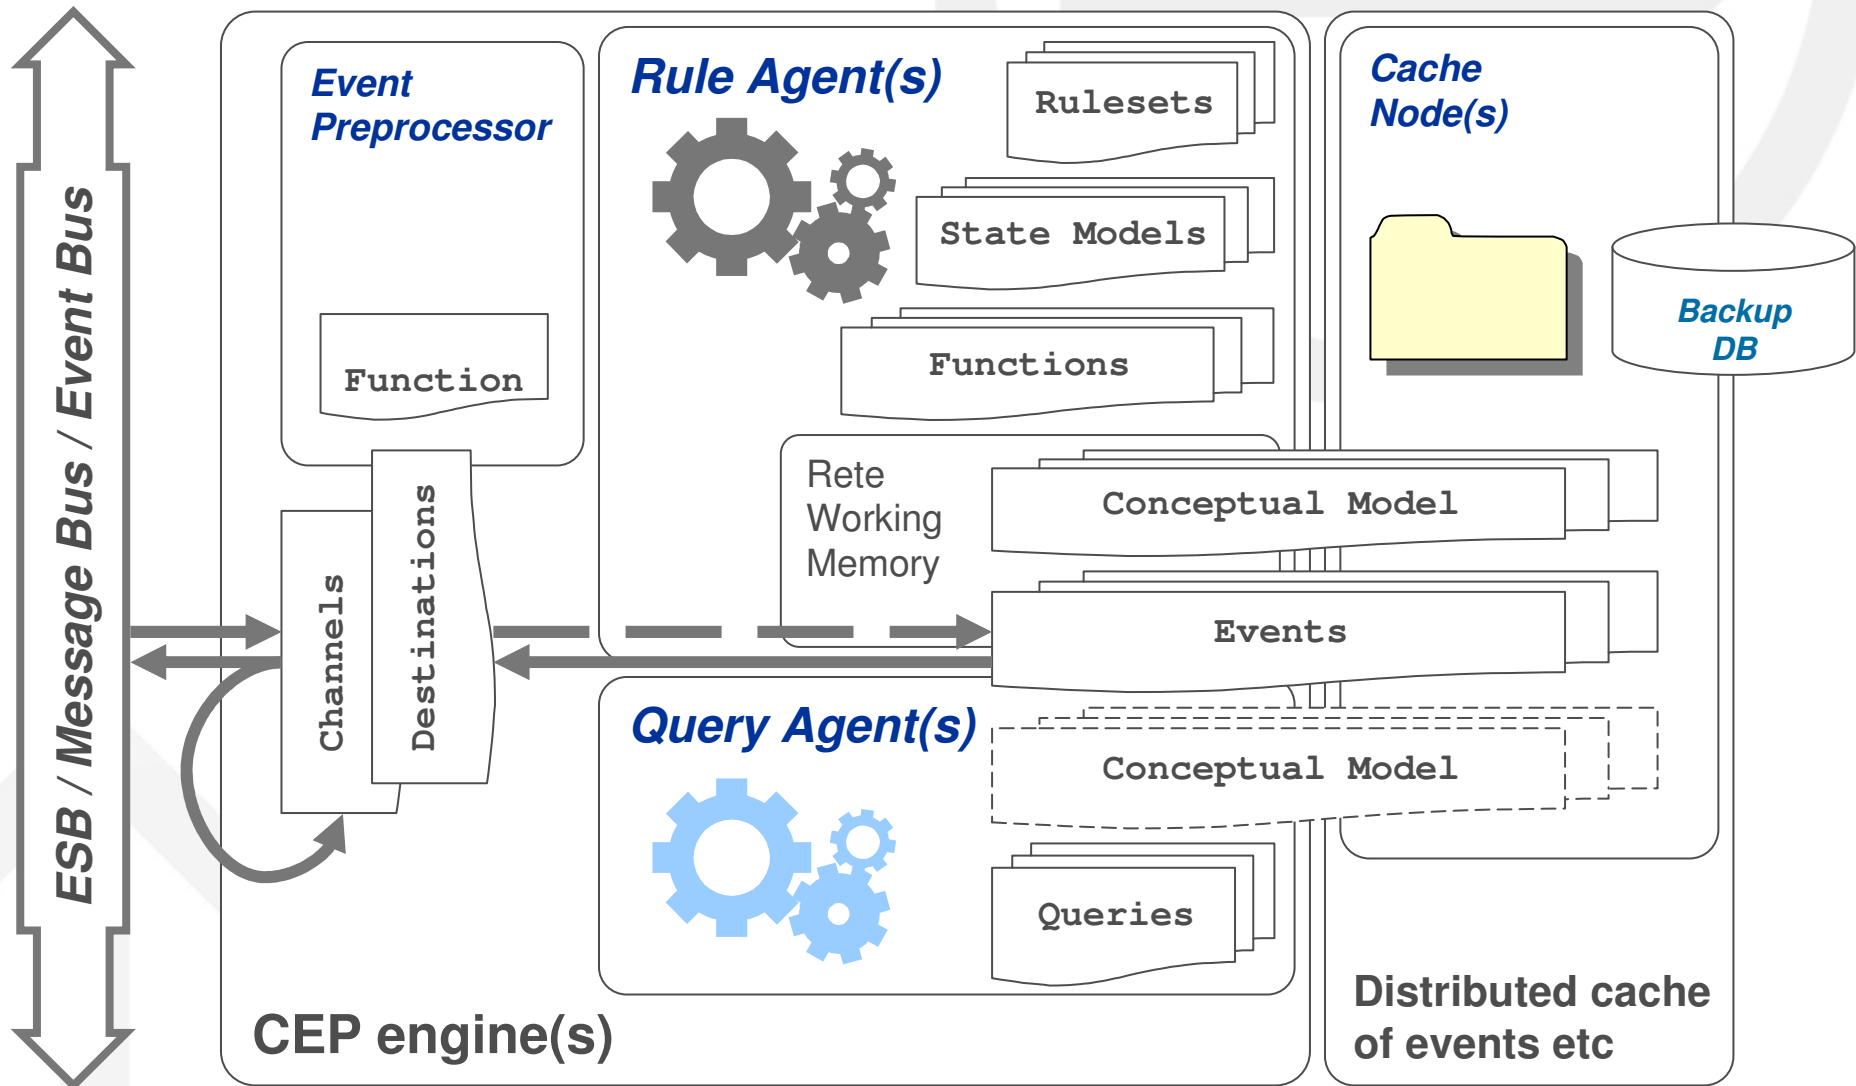 ESB / Message Bus / Event Bus
Event
Preprocessor
Function
Channels
Destinations
Rule Agent(s)
Rulesets
State Models
Functions
Rete
Working
Memory
Conceptual Model
Events
Query Agent(s)
Conceptual Model
Queries
CEP engine(s)
Cache
Node(s)
Backup
DB
Distributed cache
of events etc